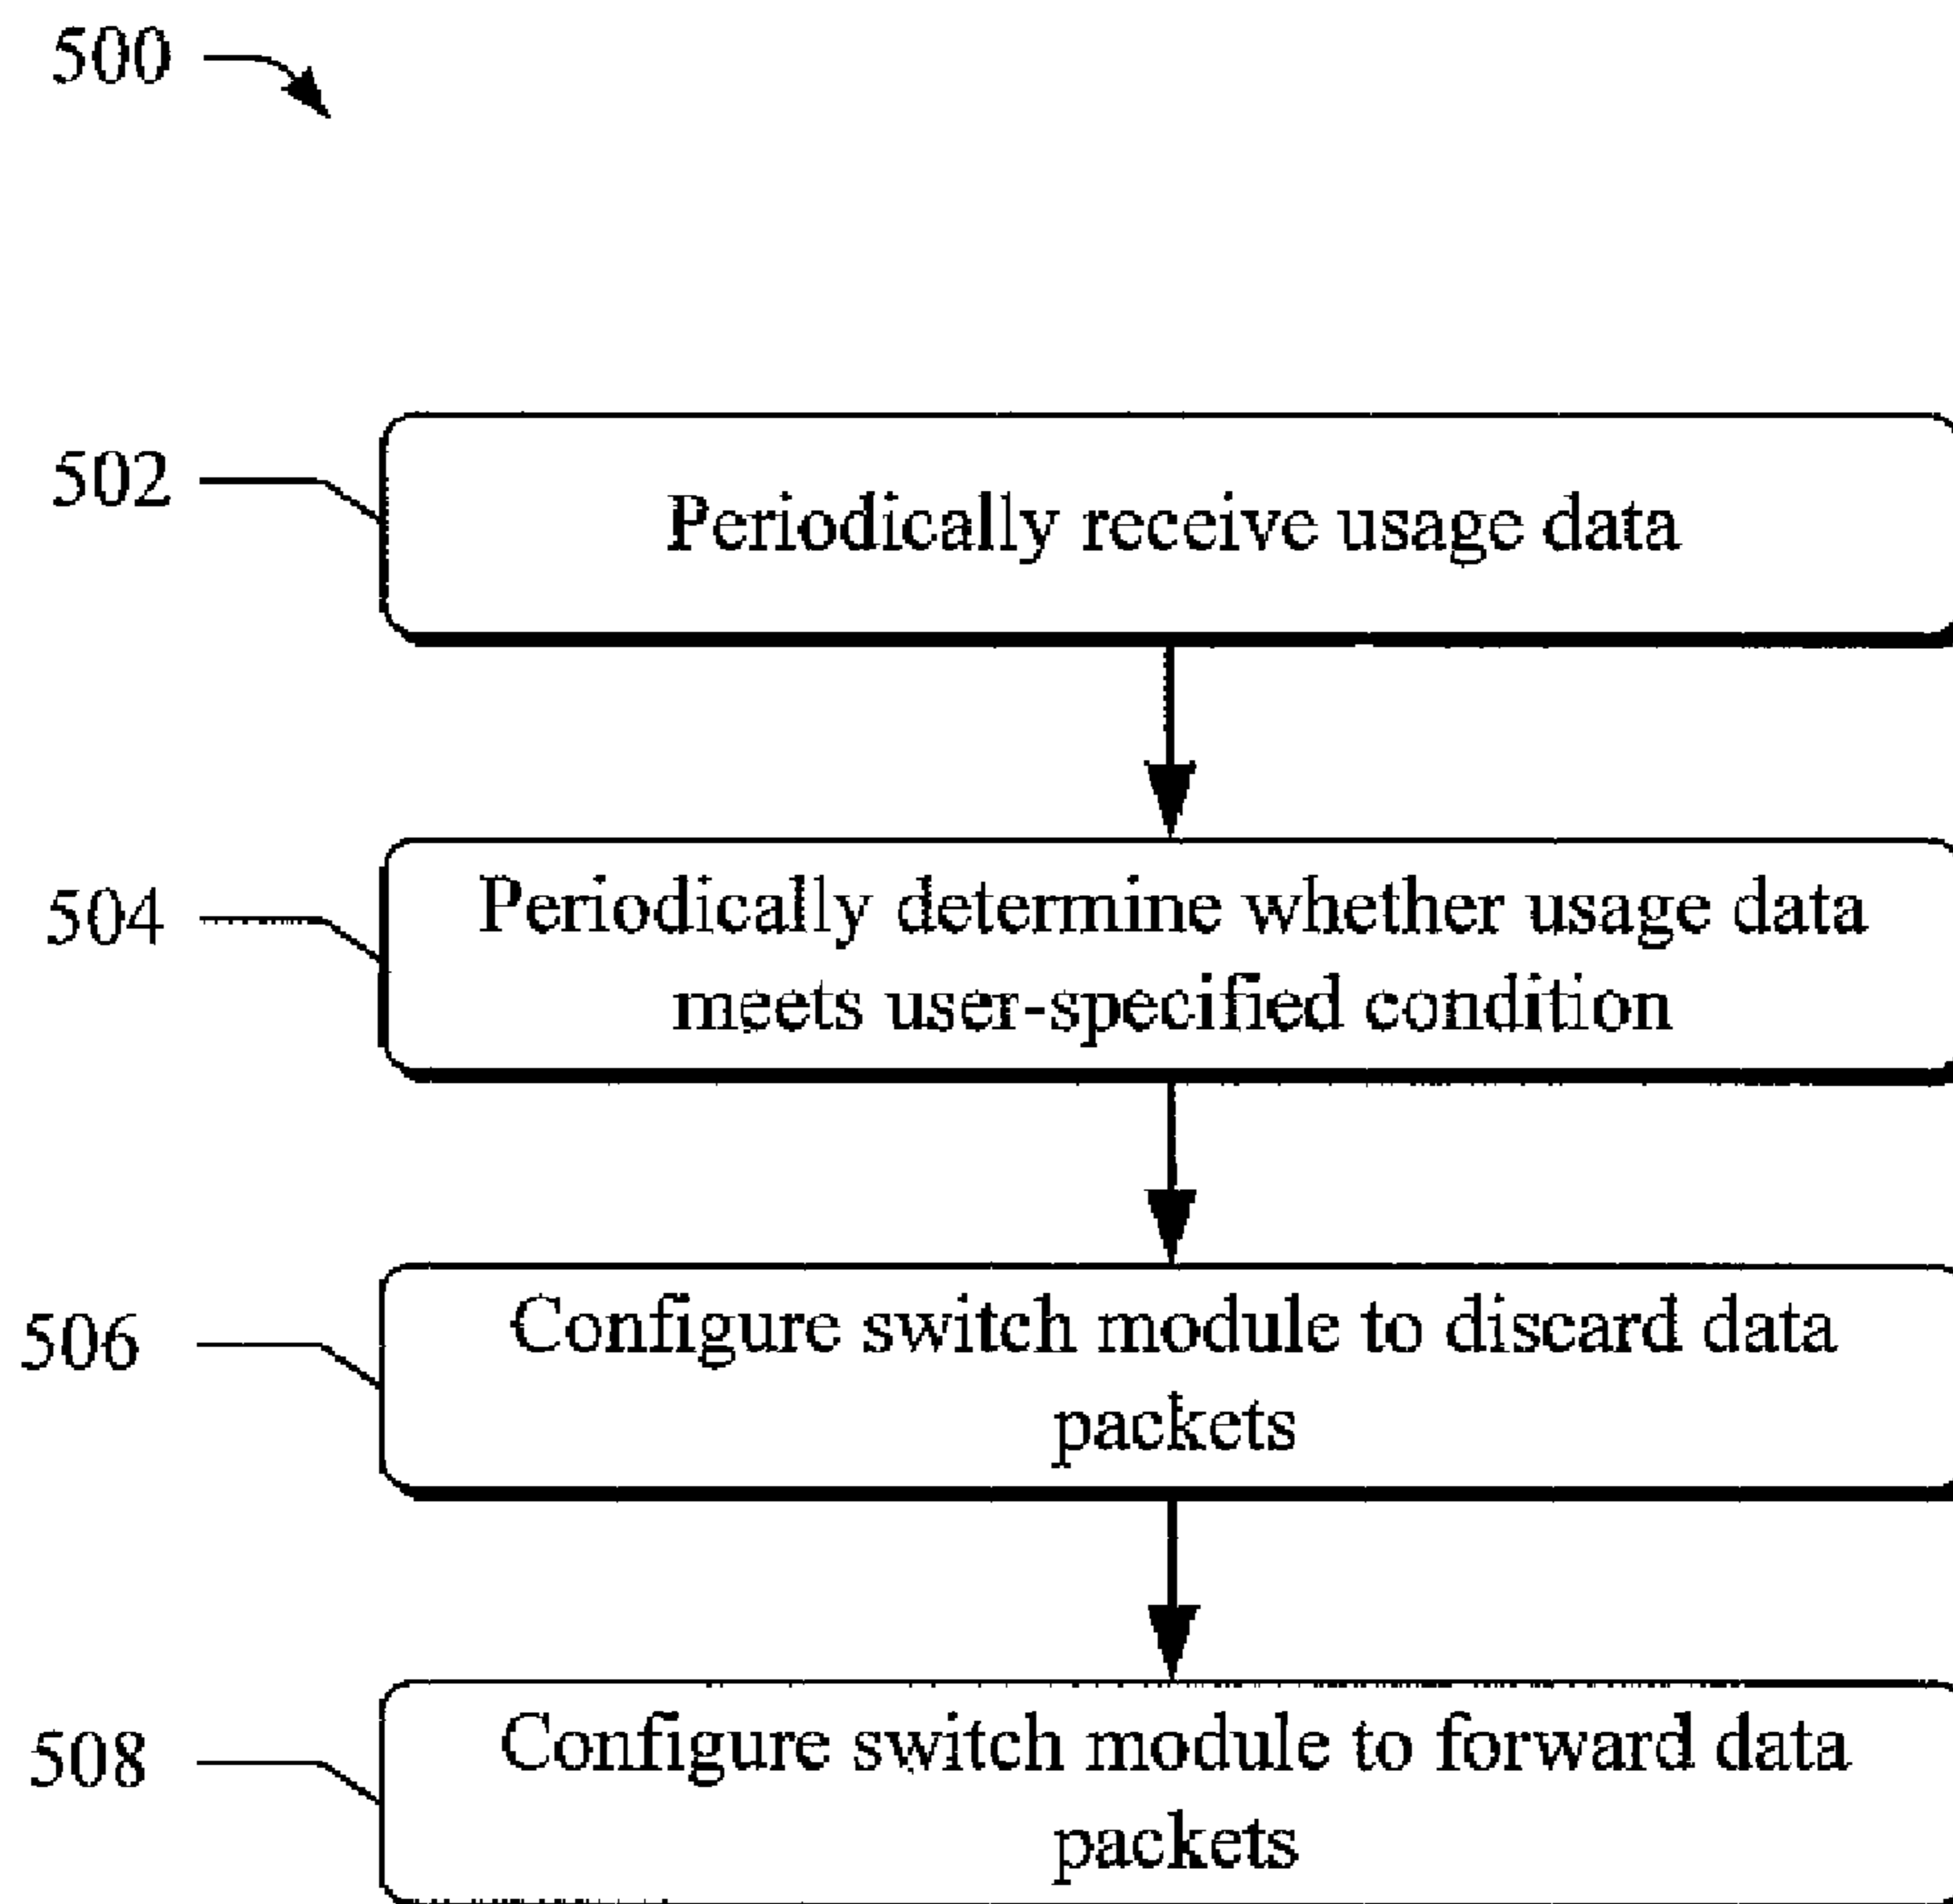 500
502
Periodically receive usage data
504
Periodically determine whether usage data
meets user-specified condition
506
Configure switch module to discard data
packets
508
Configure switch module to forward data
packets